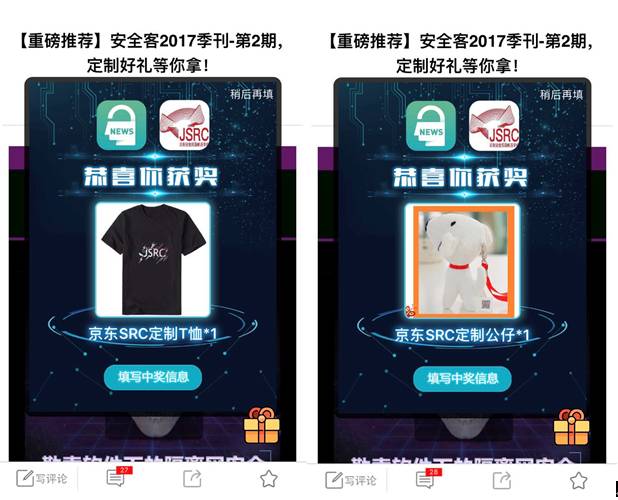 【重磅推荐】安全客2017季刊-第2期,
定制好礼等你拿!
稍后再填
NEWS
JSRC
恭喜你获奖
JSRC
京东SRC定制T恤*1
填写中奖信息
写评论
27
【重磅推荐】安全客2017季刊-第2期,
定制好礼等你拿!
稍后再填
NEWS
JSRC
恭喜你获奖
京东SRC定制公仔*1
填写中奖信息
写评论
28